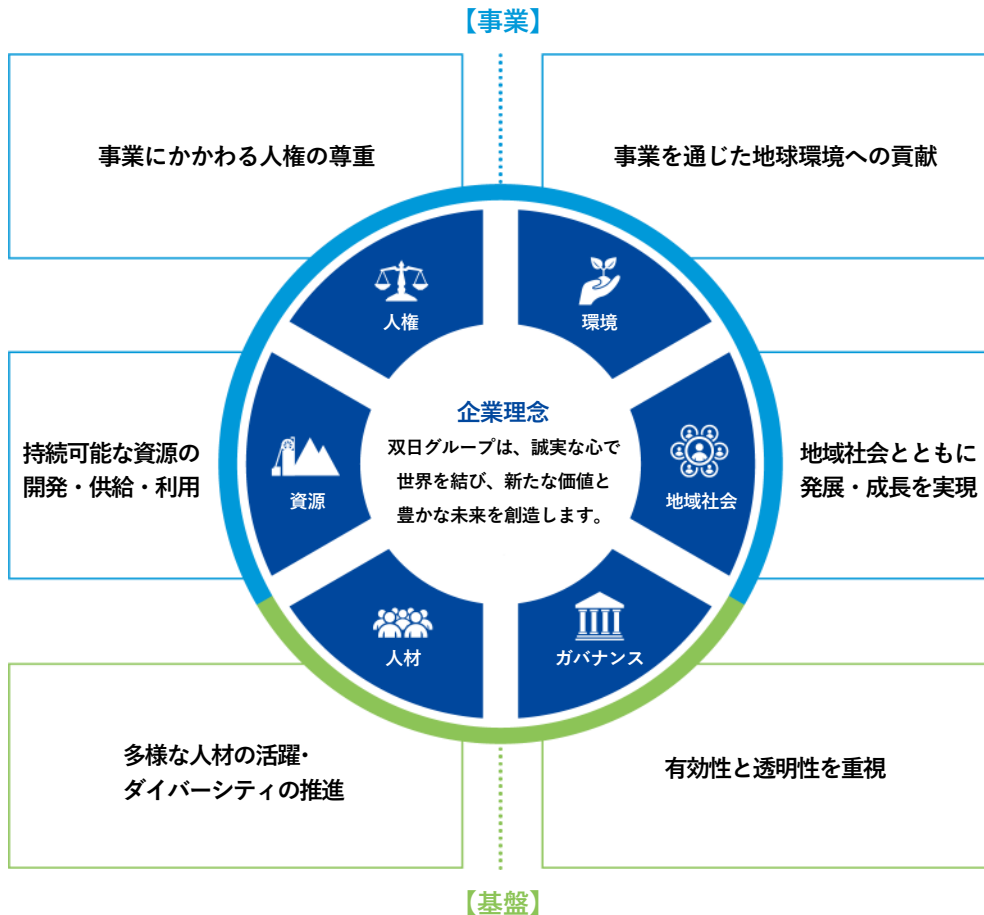 【事業】
事業にかかわる人権の尊重
事業を通じた地球環境への貢献
人権
環境
企業理念
双日グループは、誠実な心で
世界を結び、新たな価値と
豊かな未来を創造します。
持続可能な資源の
開発・供給・利用
資源
地域社会
地域社会とともに
発展・成長を実現
人材
ガバナンス
多様な人材の活躍・
ダイバーシティの推進
有効性と透明性を重視
【基盤】